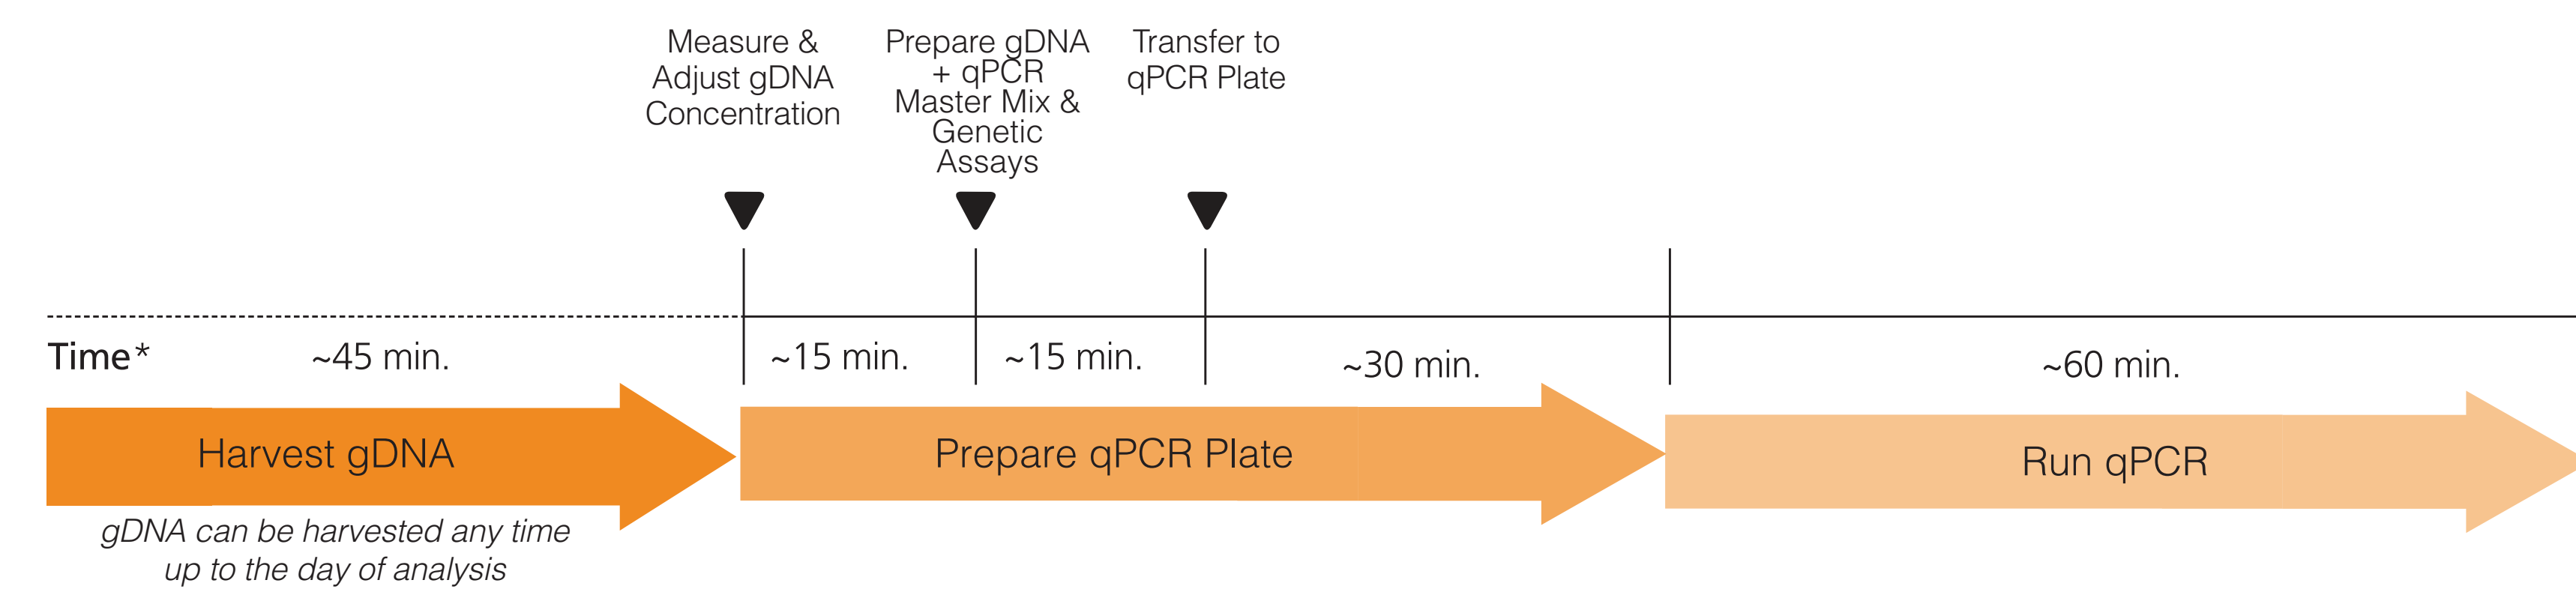 Measure &
Adjust gDNA
Concentration
Prepare gDNA
+ qPCR
Master Mix &
Genetic
Assays
Transfer to
qPCR Plate
Time*
~45 min.
~15 min.
~15 min.
~30 min.
~60 min.
Harvest gDNA
Prepare qPCR Plate
Run qPCR
gDNA can be harvested any time
up to the day of analysis